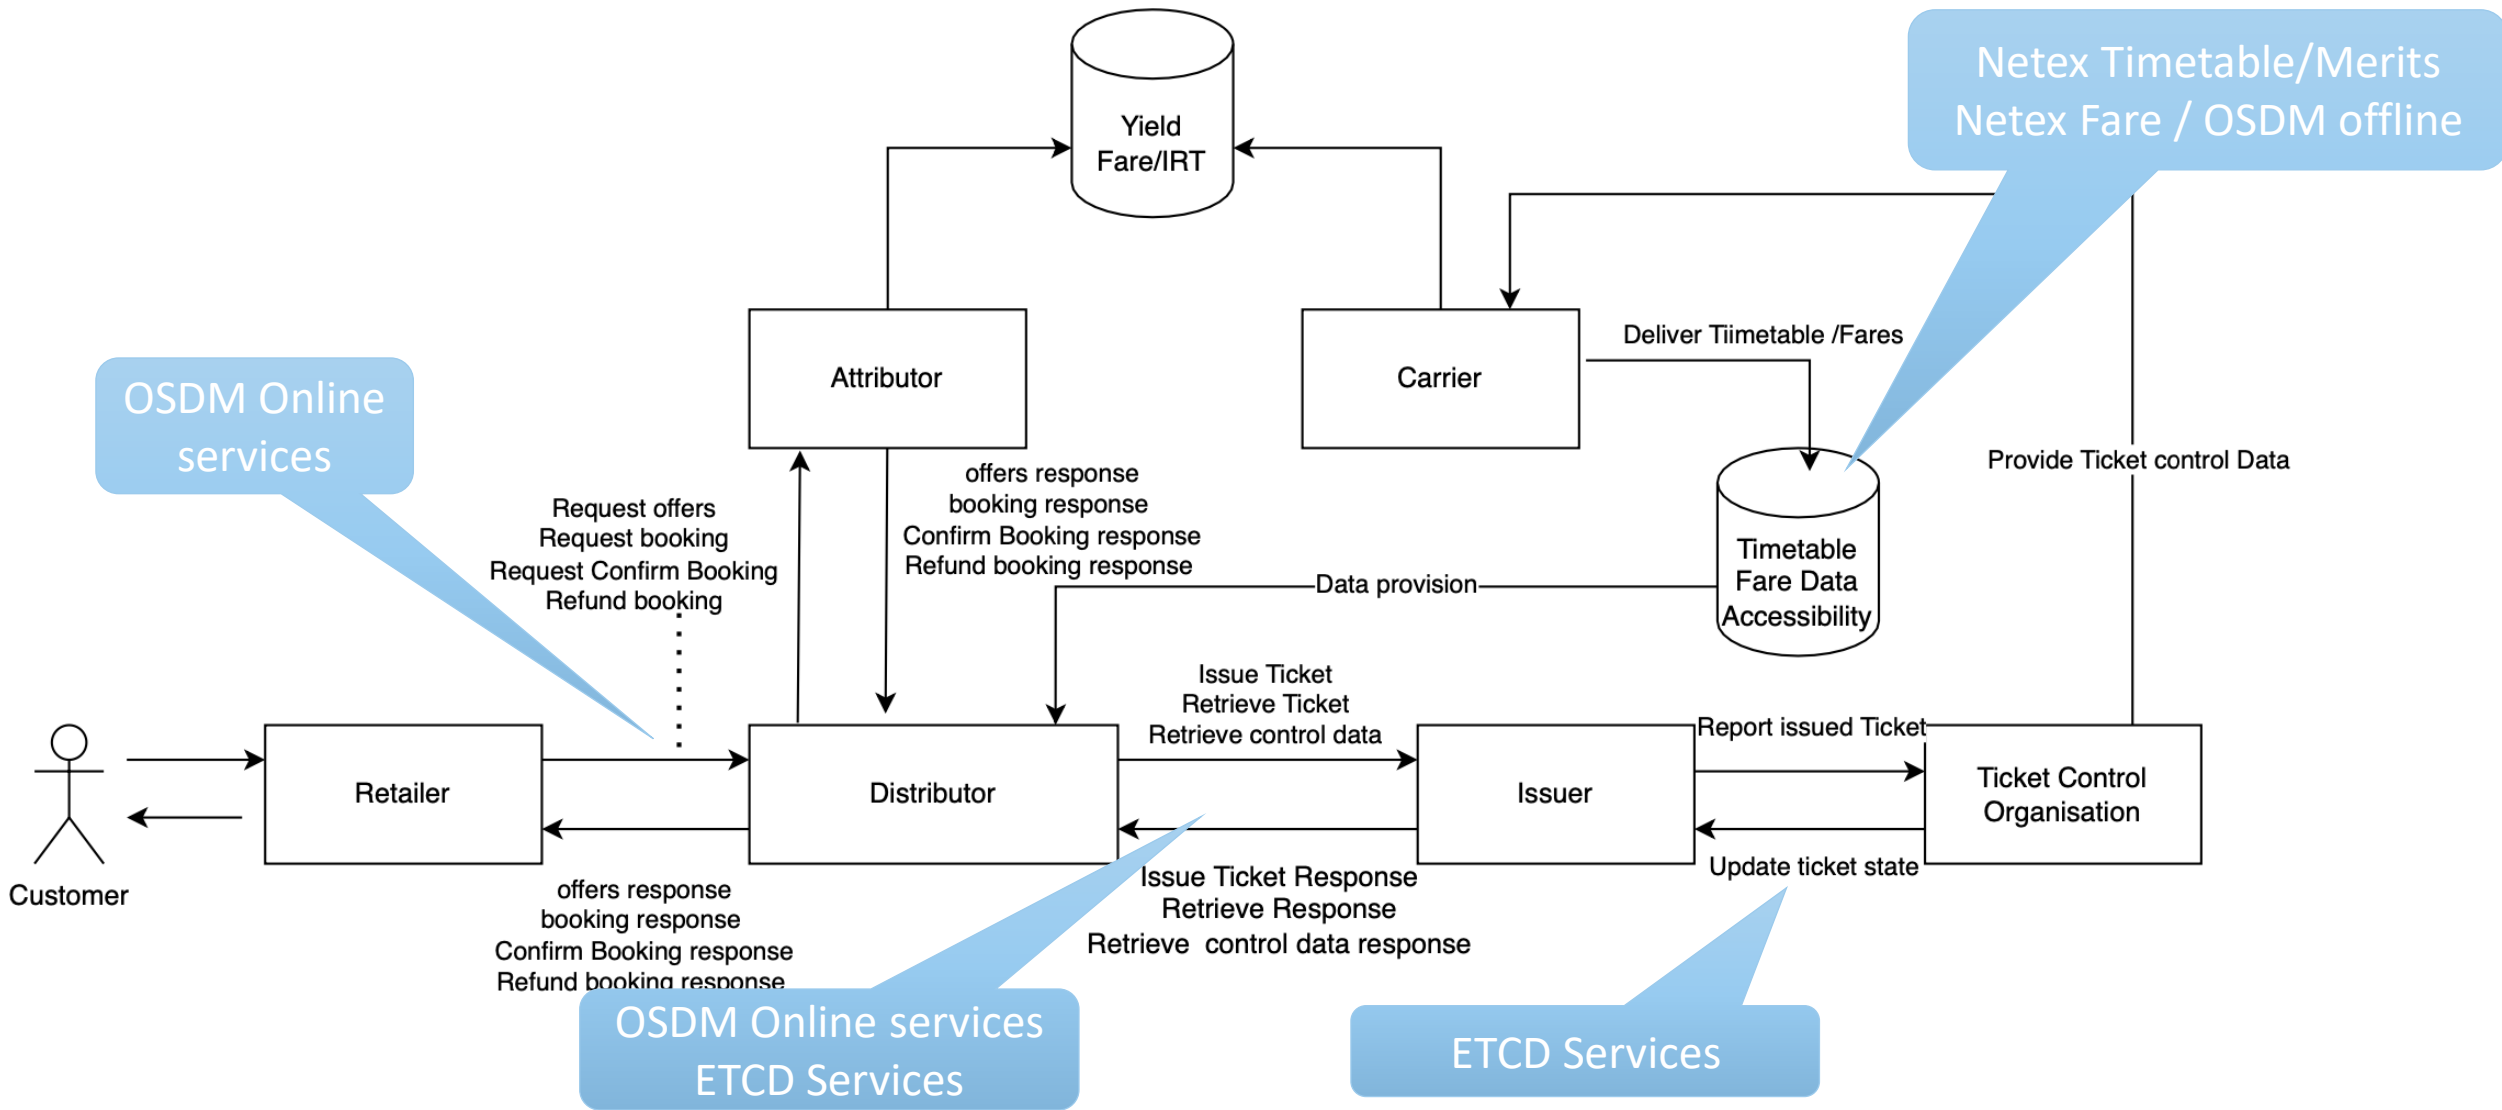 Netex Timetable/Merits
Netex Fare / OSDM offline
Yield
Fare/IRT
Deliver Tiimetable /Fares
Attributor
Carrier
OSDM Online
services
Provide Ticket control Data
offers response
booking response
Confirm Booking response
Refund booking response
Request offers
Request booking
Request Confirm Booking
Refund booking
Timetable
Fare Data
Accessibility
Data provision
Issue Ticket
Retrieve Ticket
Retrieve control data
Report issued Ticket
Retailer
Distributor
Issuer
Ticket Control
Organisation
Customer
Update ticket state
Issue Ticket Response
Retrieve Response
Retrieve control data response
offers response
booking response
Confirm Booking response
Refund booking response
OSDM Online services
ETCD Services
ETCD Services